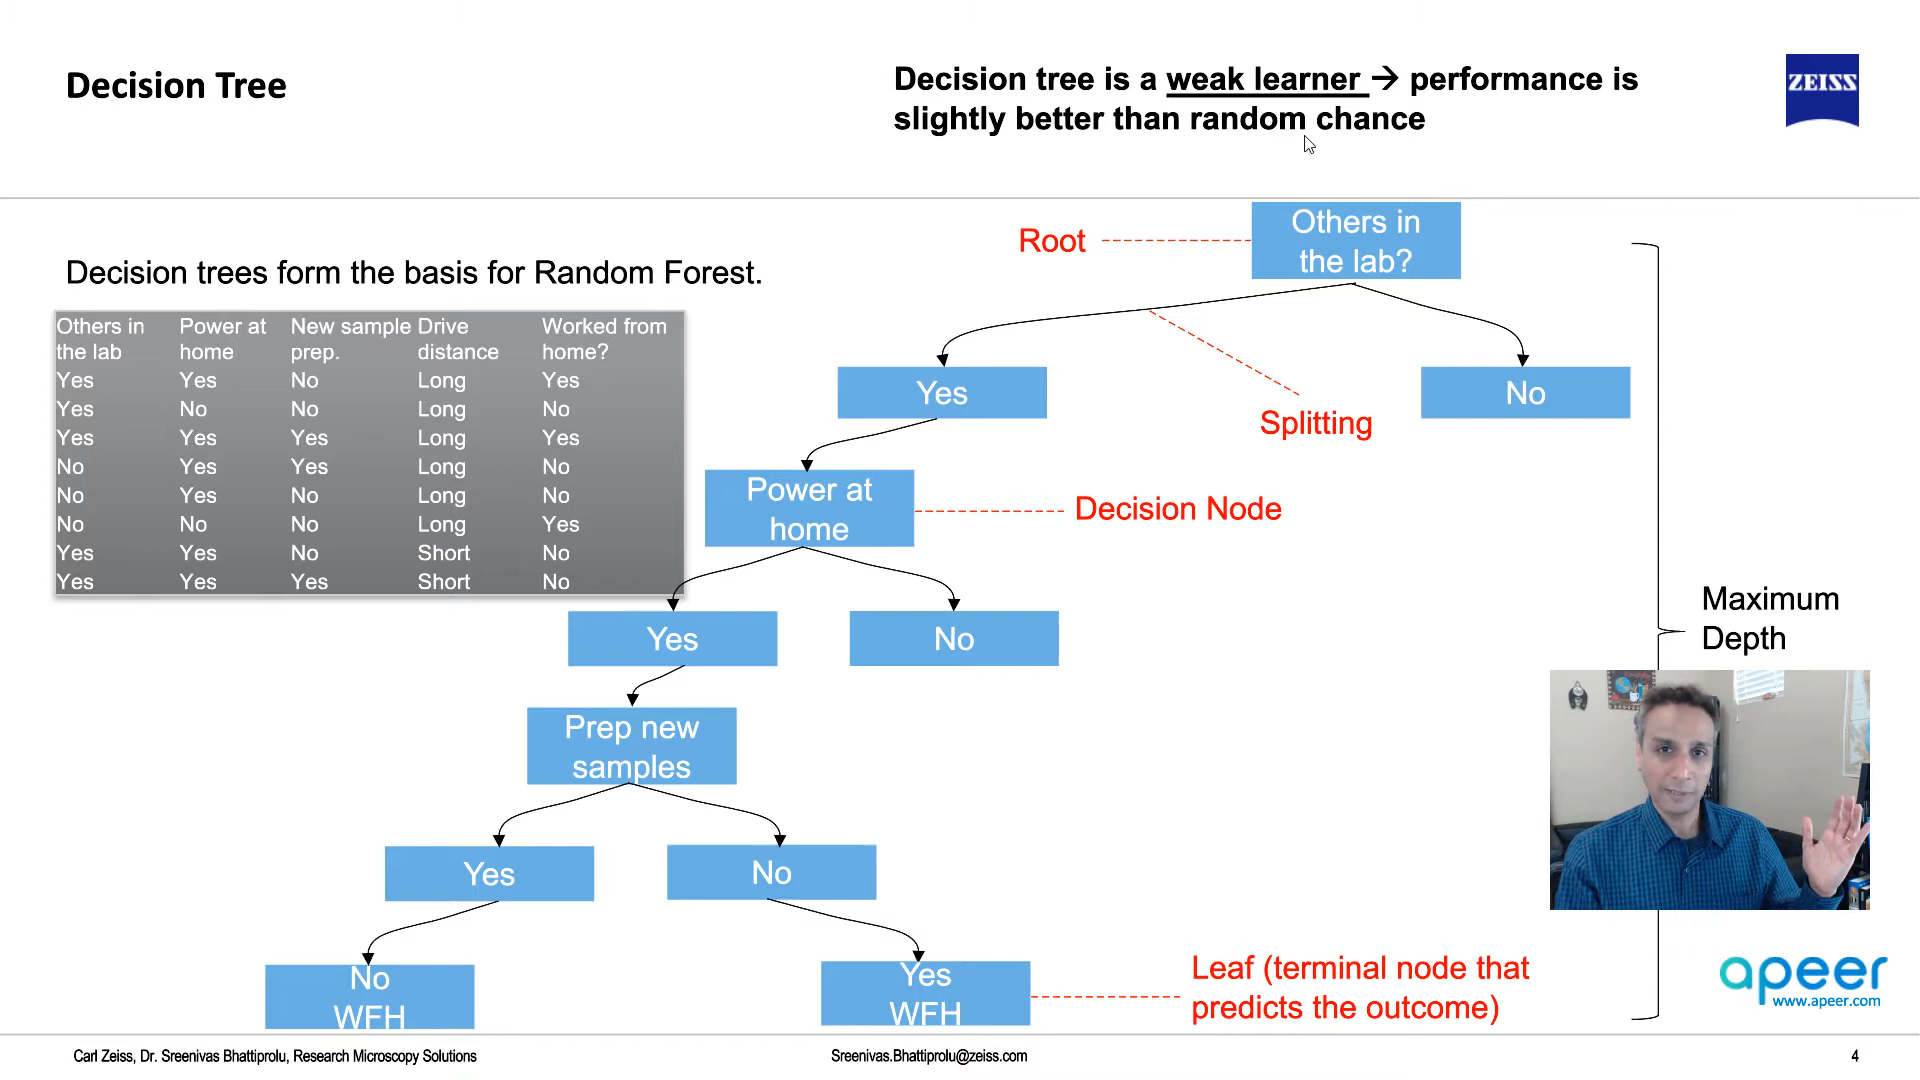 Decision Tree
Decision tree is a weak learner → performance is
slightly better than random chance
ZEISS
Decision trees form the basis for Random Forest.
Others in the lab | Power at home | New sample prep. | Drive distance | Worked from home?
Yes Yes No Long Yes
Yes No No Long No
Yes Yes Yes Long Yes
No Yes Yes Long No
No Yes No Long No
No No No Long Yes
Yes Yes No Short No
Yes Yes Yes Short No
Root
Others in
the lab?
Yes
No
Splitting
Power at
home
Decision Node
Yes
No
Maximum
Depth
Prep new
samples
Yes
No
No
WFH
Yes
WFH
Leaf (terminal node that
predicts the outcome)
apeer
www.apeer.com
Carl Zeiss, Dr. Sreenivas Bhattiprolu, Research Microscopy Solutions
Sreenivas.Bhattiprolu@zeiss.com
4